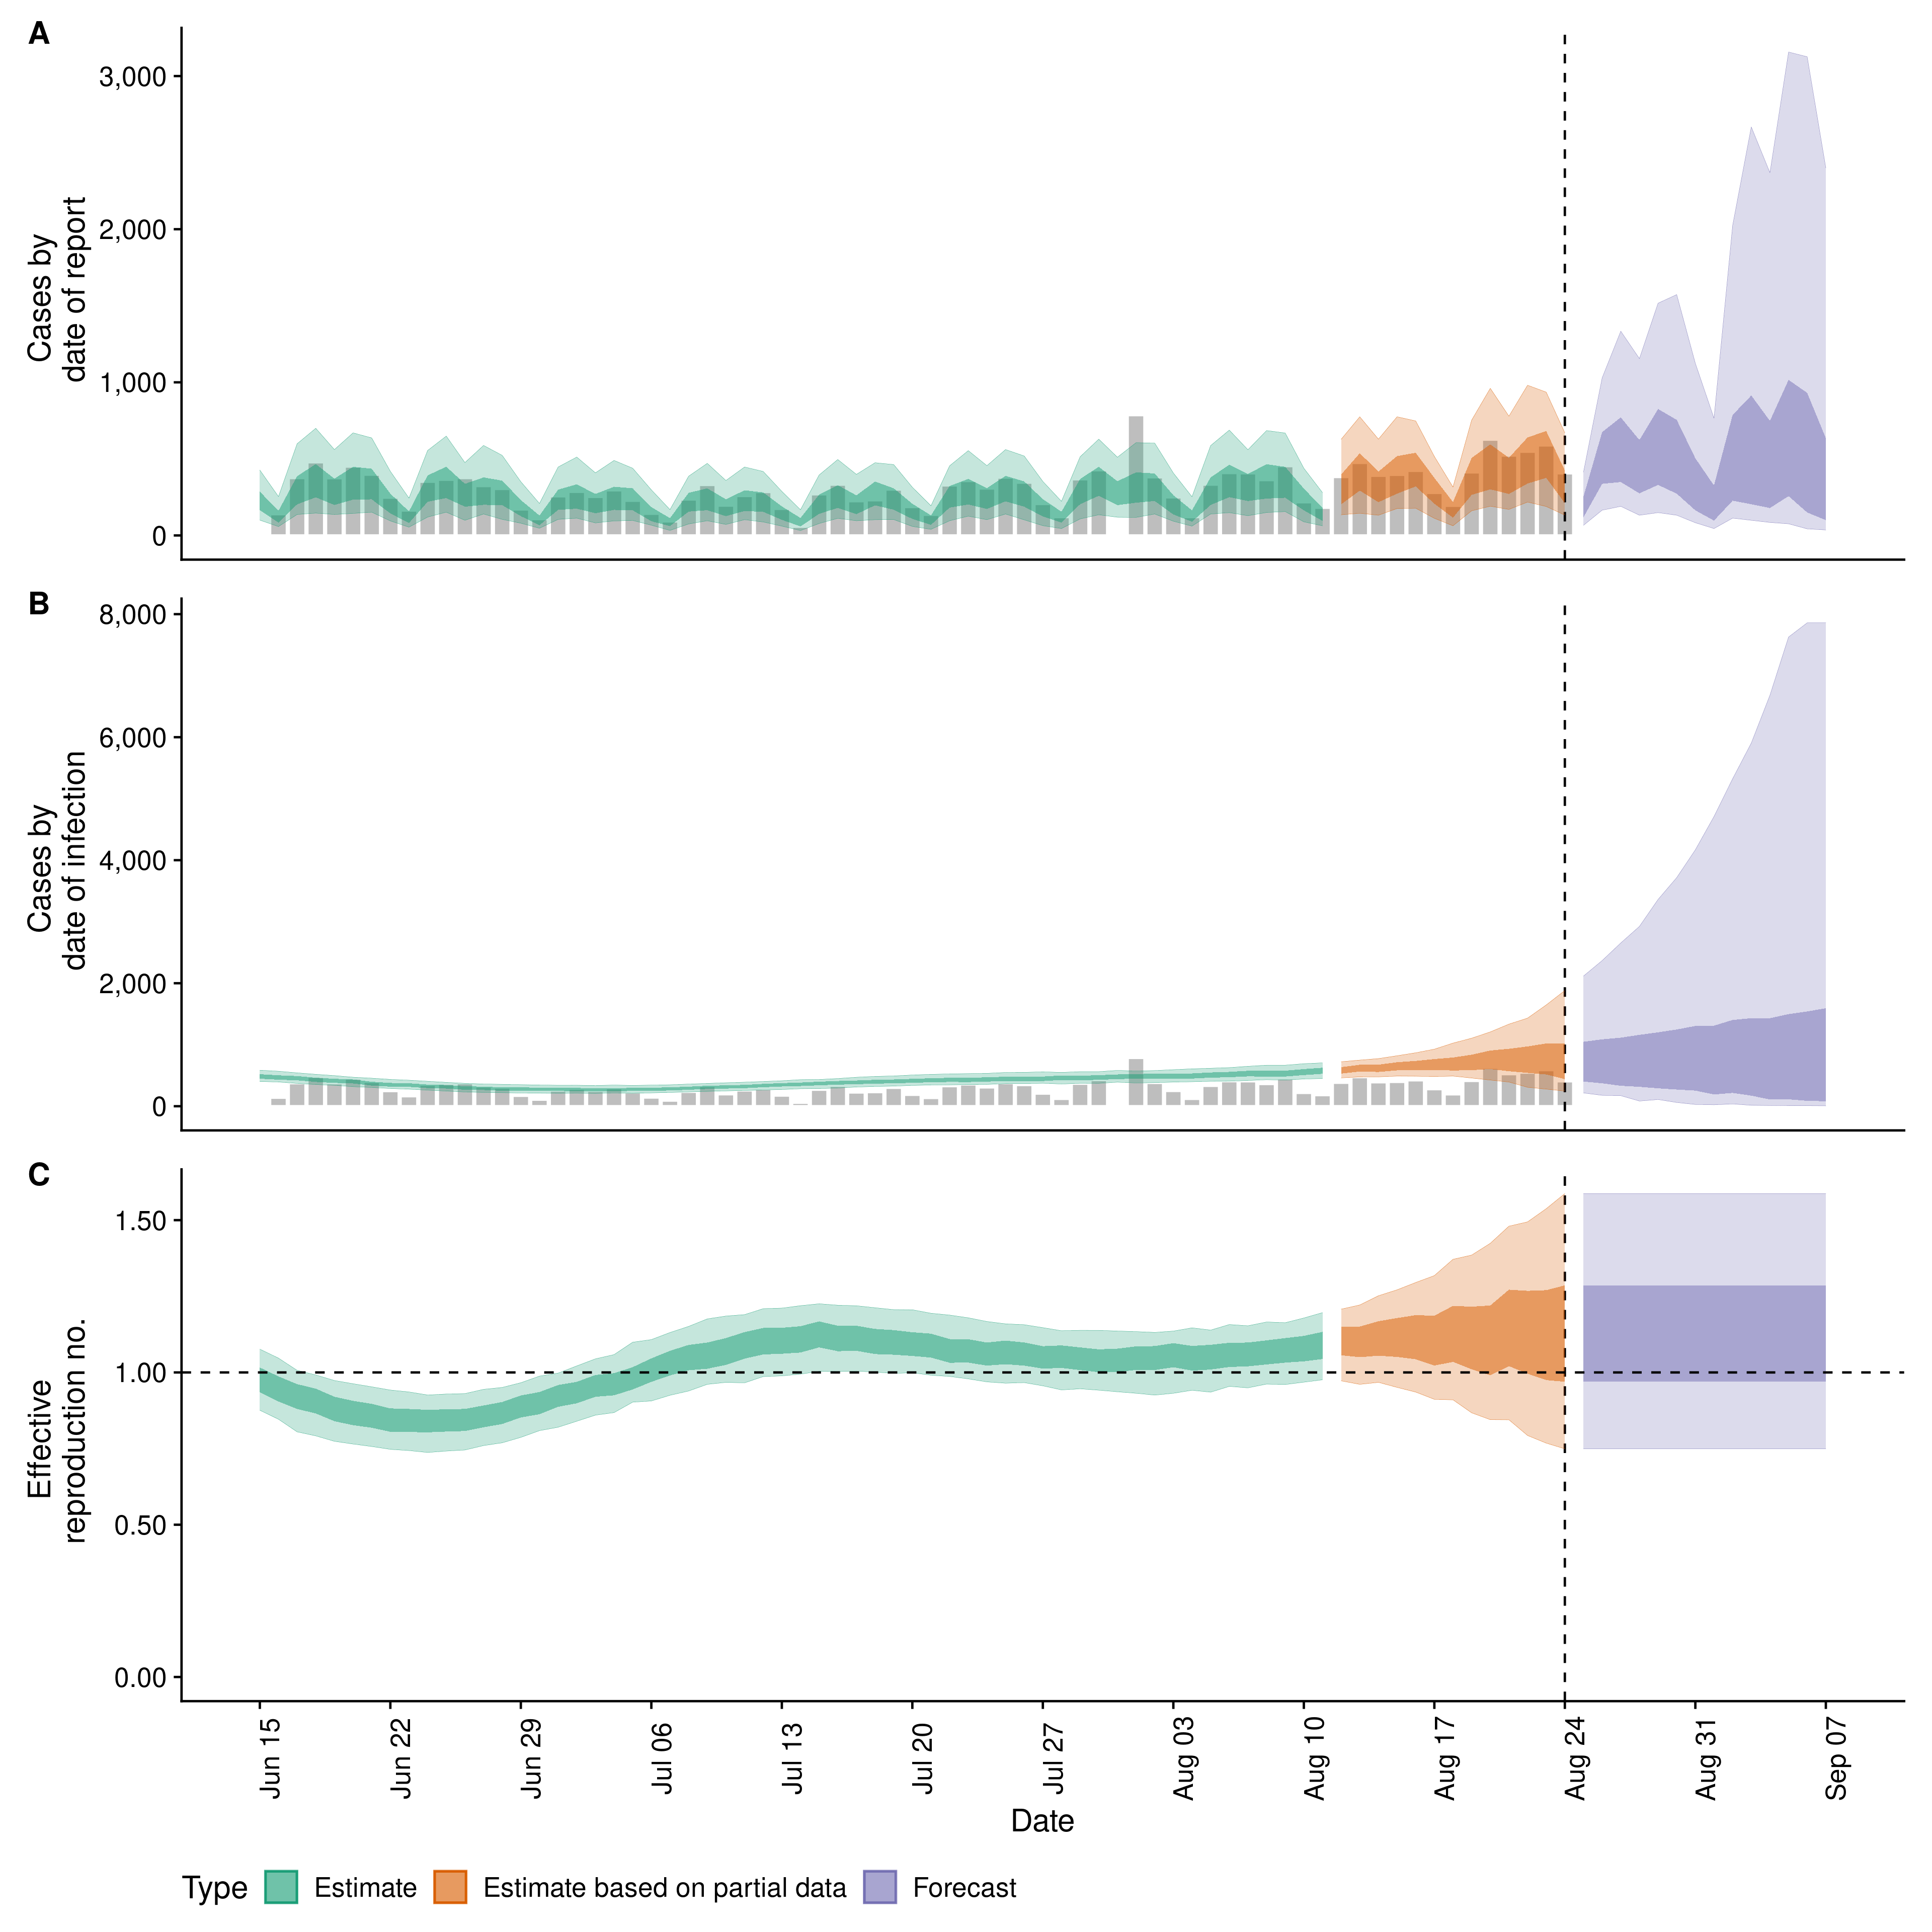 A
3,000
2,000
1,000
0
Cases by
date of report
B
8,000
6,000
4,000
2,000
0
Cases by
date of infection
C
1.50
1.00
0.50
0.00
Effective
reproduction no.
Jun 15
Jun 22
Jun 29
Jul 06
Jul 13
Jul 20
Jul 27
Aug 03
Aug 10
Aug 17
Aug 24
Aug 31
Sep 07
Date
Type Estimate Estimate based on partial data Forecast